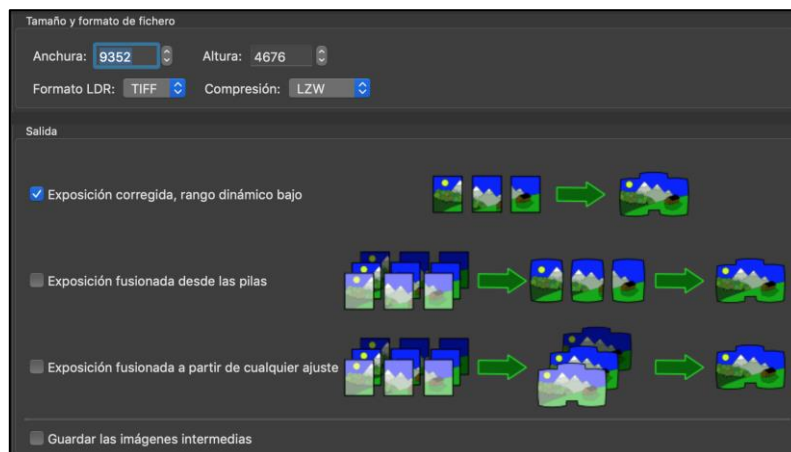 Tamaño y formato de fichero
Anchura: 9352 Altura: 4676
Formato LDR: TIFF Compresión: LZW
Salida
Exposición corregida, rango dinámico bajo
Exposición fusionada desde las pilas
Exposición fusionada a partir de cualquier ajuste
Guardar las imágenes intermedias